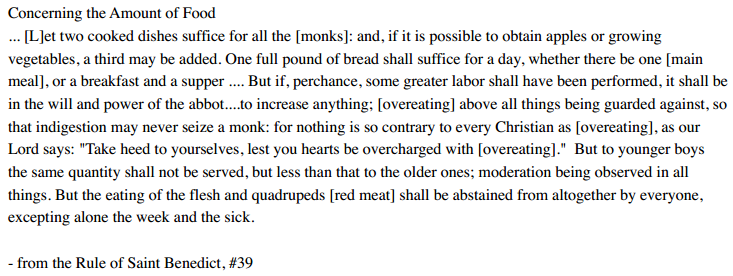 Concerning the Amount of Food
... [L]et two cooked dishes suffice for all the [monks]: and, if it is possible to obtain apples or growing
vegetables, a third may be added. One full pound of bread shall suffice for a day, whether there be one [main
meal], or a breakfast and a supper .... But if, perchance, some greater labor shall have been performed, it shall be
in the will and power of the abbot....to increase anything; [overeating] above all things being guarded against, so
that indigestion may never seize a monk: for nothing is so contrary to every Christian as [overeating], as our
Lord says: "Take heed to yourselves, lest you hearts be overcharged with [overeating]."  But to younger boys
the same quantity shall not be served, but less than that to the older ones; moderation being observed in all
things. But the eating of the flesh and quadrupeds [red meat] shall be abstained from altogether by everyone,
excepting alone the week and the sick.
- from the Rule of Saint Benedict, #39